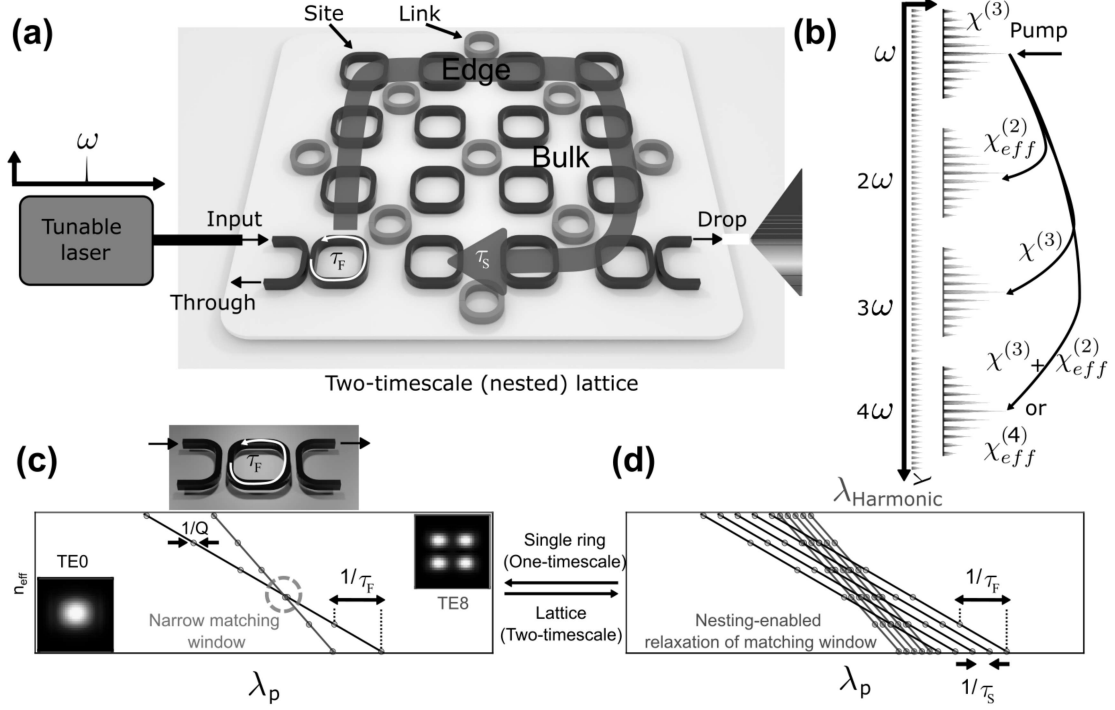 (a)
Site
Link
Edge
Bulk
ω
Tunable
laser
Input
Through
τF
τS
Drop
Two-timescale (nested) lattice
(b)
χ(3)
Pump
ω
χ(2)eff
2ω
χ(3)
3ω
χ(3) + χ(2)eff
or
4ω
χ(4)eff
λ
λHarmonic
(c)
τF
1/Q
TE0
neff
1/τF
TE8
Narrow matching
window
λp
Single ring
(One-timescale)
Lattice
(Two-timescale)
(d)
1/τF
Nesting-enabled
relaxation of matching window
λp
1/τS